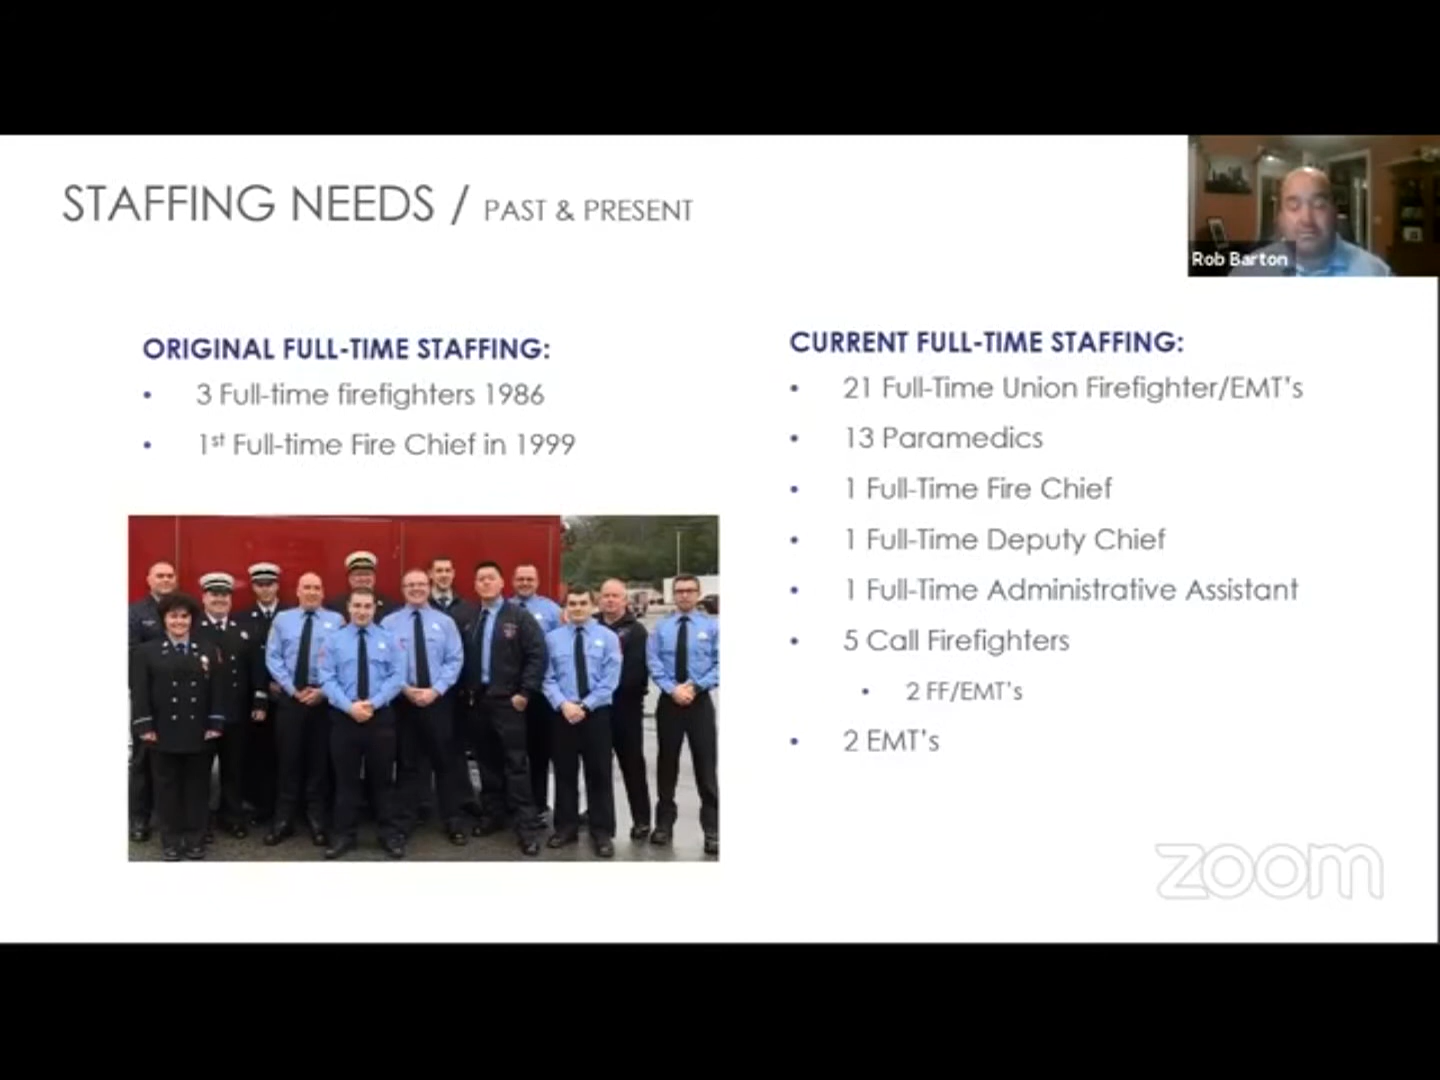 STAFFING NEEDS / PAST & PRESENT
Rob Barton
ORIGINAL FULL-TIME STAFFING:
• 3 Full-time firefighters 1986
• 1st Full-time Fire Chief in 1999
CURRENT FULL-TIME STAFFING:
• 21 Full-Time Union Firefighter/EMT's
• 13 Paramedics
• 1 Full-Time Fire Chief
• 1 Full-Time Deputy Chief
• 1 Full-Time Administrative Assistant
• 5 Call Firefighters
• 2 FF/EMT's
• 2 EMT's
zoom